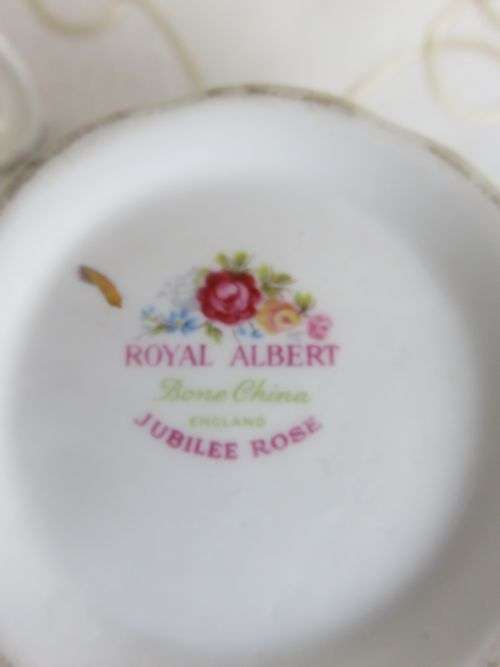 ROYAL ALBERT
Bone China
ENGLAND
JUBILEE ROSE